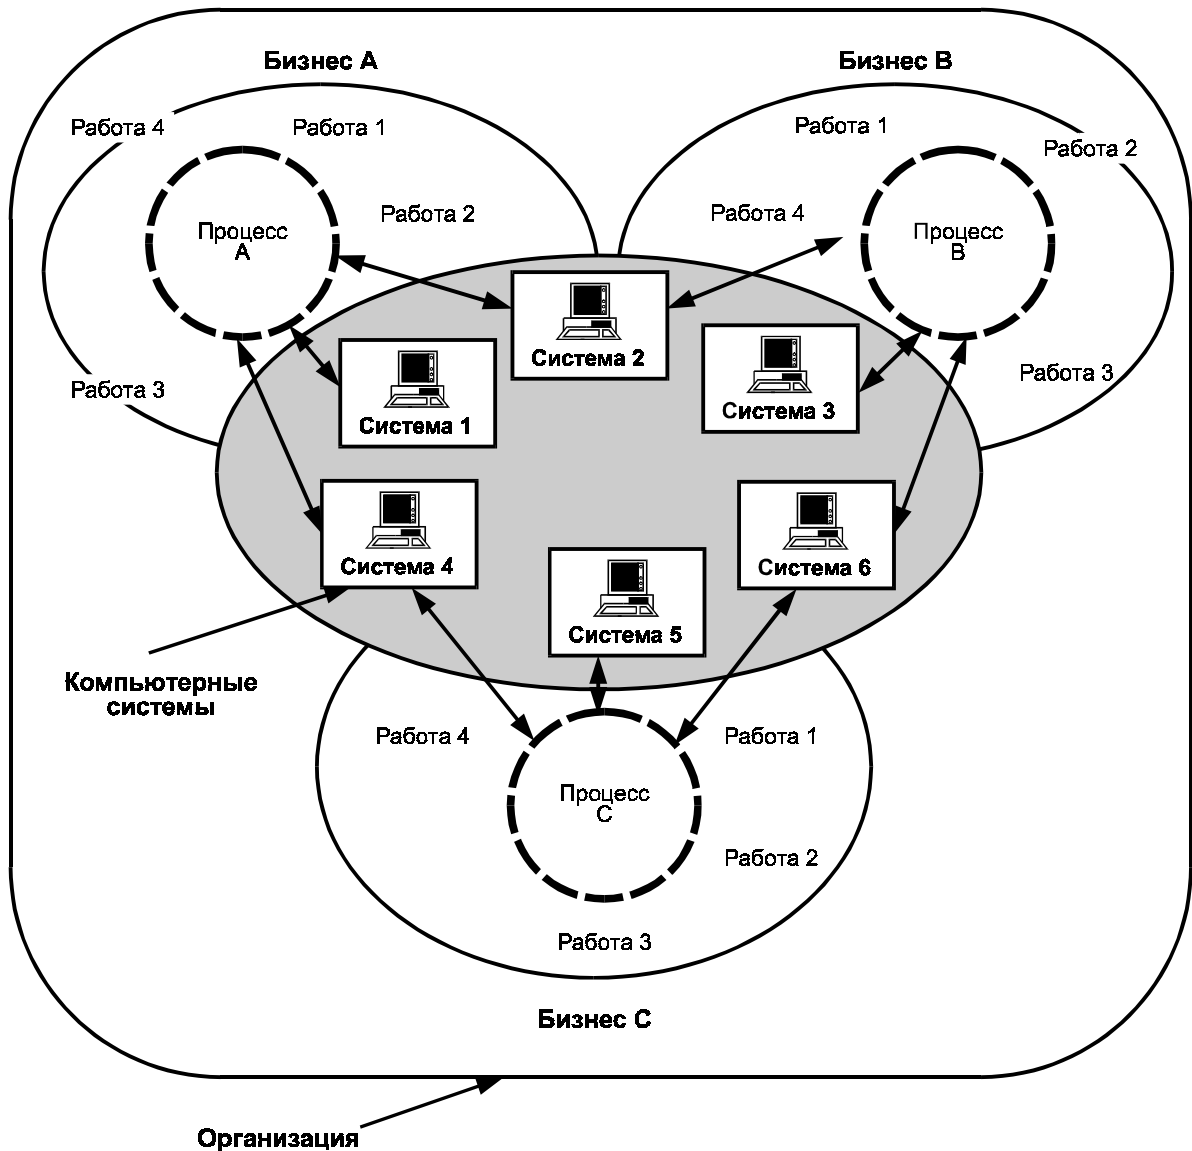 Бизнес А
Бизнес В
Работа 4
Работа 1
Работа 1
Работа 2
Работа 2
Работа 4
Процесс
А
Процесс
В
Система 2
Система 3
Система 1
Работа 3
Работа 3
Система 4
Система 6
Система 5
Компьютерные
системы
Работа 4
Работа 1
Процесс
С
Работа 2
Работа 3
Бизнес С
Организация